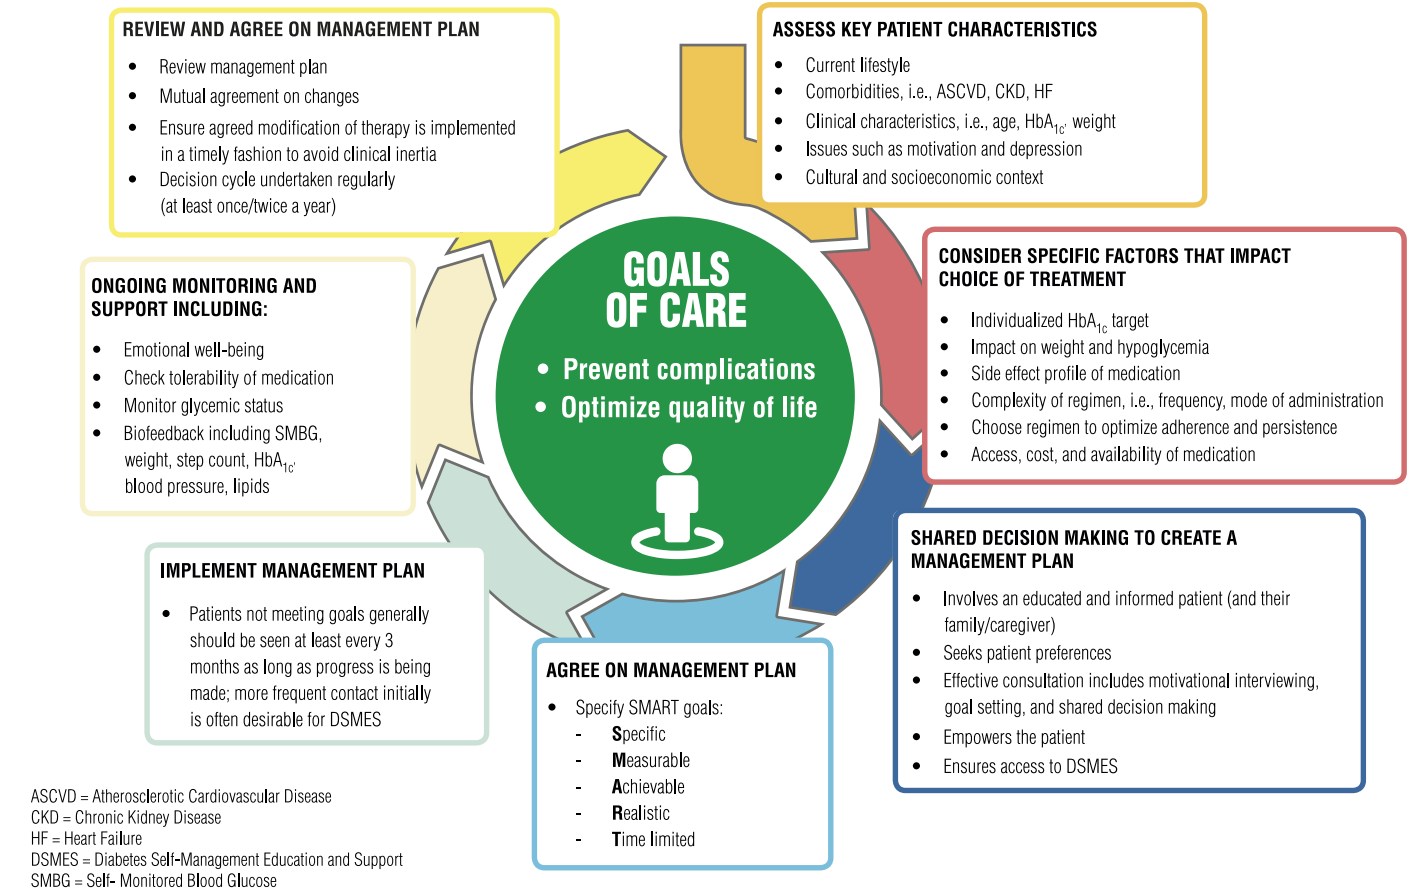 REVIEW AND AGREE ON MANAGEMENT PLAN
• Review management plan
• Mutual agreement on changes
• Ensure agreed modification of therapy is implemented
in a timely fashion to avoid clinical inertia
• Decision cycle undertaken regularly
(at least once/twice a year)
ASSESS KEY PATIENT CHARACTERISTICS
• Current lifestyle
• Comorbidities, i.e., ASCVD, CKD, HF
• Clinical characteristics, i.e., age, HbA1c, weight
• Issues such as motivation and depression
• Cultural and socioeconomic context
CONSIDER SPECIFIC FACTORS THAT IMPACT
CHOICE OF TREATMENT
• Individualized HbA1c target
• Impact on weight and hypoglycemia
• Side effect profile of medication
• Complexity of regimen, i.e., frequency, mode of administration
• Choose regimen to optimize adherence and persistence
• Access, cost, and availability of medication
SHARED DECISION MAKING TO CREATE A
MANAGEMENT PLAN
• Involves an educated and informed patient (and their
family/caregiver)
• Seeks patient preferences
• Effective consultation includes motivational interviewing,
goal setting, and shared decision making
• Empowers the patient
• Ensures access to DSMES
AGREE ON MANAGEMENT PLAN
• Specify SMART goals:
- Specific
- Measurable
- Achievable
- Realistic
- Time limited
IMPLEMENT MANAGEMENT PLAN
• Patients not meeting goals generally
should be seen at least every 3
months as long as progress is being
made; more frequent contact initially
is often desirable for DSMES
ONGOING MONITORING AND
SUPPORT INCLUDING:
• Emotional well-being
• Check tolerability of medication
• Monitor glycemic status
• Biofeedback including SMBG,
weight, step count, HbA1c,
blood pressure, lipids
GOALS
OF CARE
• Prevent complications
• Optimize quality of life
ASCVD = Atherosclerotic Cardiovascular Disease
CKD = Chronic Kidney Disease
HF = Heart Failure
DSMES = Diabetes Self-Management Education and Support
SMBG = Self- Monitored Blood Glucose